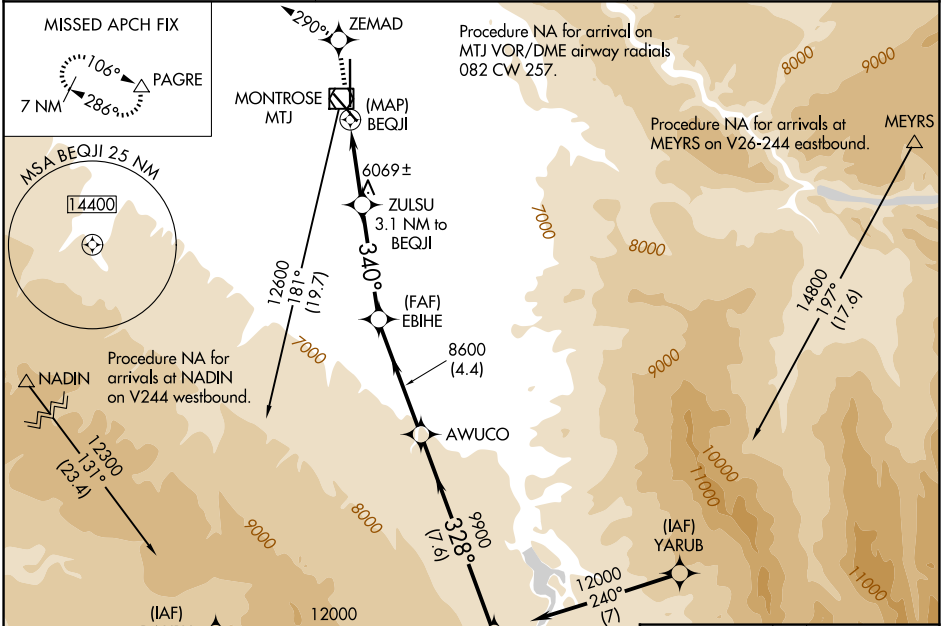 MISSED APCH FIX
106°
PAGRE
7 NM
286°
290°
ZEMAD
Procedure NA for arrival on
MTJ VOR/DME airway radials
082 CW 257.
8000
9000
MONTROSE
MTJ
(MAP)
BEQJI
Procedure NA for arrivals at
MEYRS on V26-244 eastbound.
MEYRS
MSA BEQJI 25 NM
14400
6069±
ZULSU
3.1 NM to
BEQJI
7000
8000
340°
12600
181°
(19.7)
14800
197°
(17.6)
(FAF)
EBIHE
7000
8600
(4.4)
9000
Procedure NA for
arrivals at NADIN
on V244 westbound.
NADIN
AWUCO
12300
131°
(23.4)
10000
11000
9000
8000
9900
328°
(7.6)
(IAF)
YARUB
12000
240°
(7)
11000
(IAF)
12000